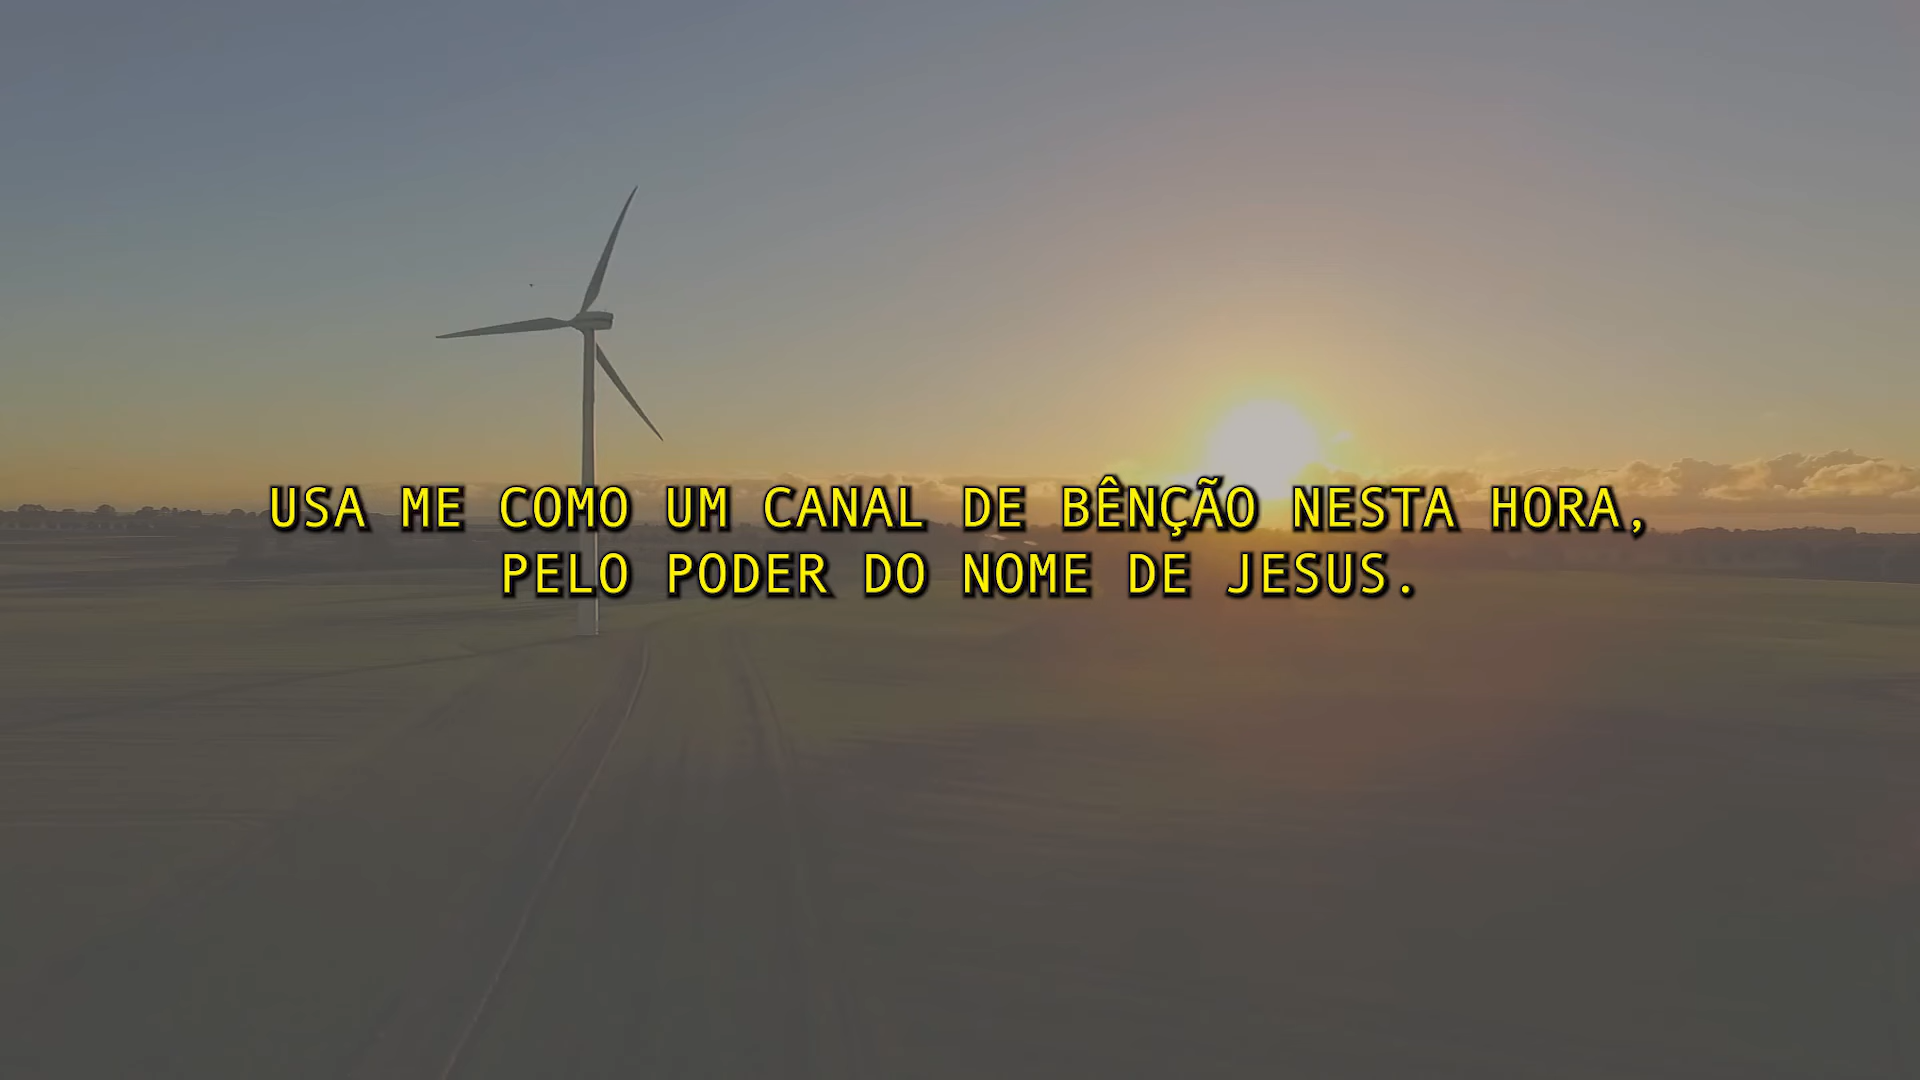 USA ME COMO UM CANAL DE BÊNÇÃO NESTA HORA,
PELO PODER DO NOME DE JESUS.